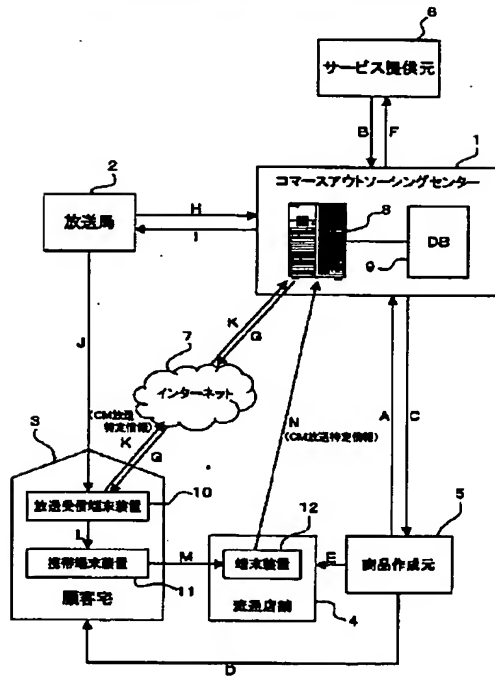 6
サービス提供元
B
F
1
コマースアウトソーシングセンター
2
放送局
H
I
8
DB
9
J
7
K
G
インターネット
(CM放送特定情報)
K
G
N
(CM放送特定情報)
A
C
3
放送受信端末装置
10
L
携帯端末装置
11
顧客宅
M
12
端末装置
流通店舗
4
E
5
商品作成元
D